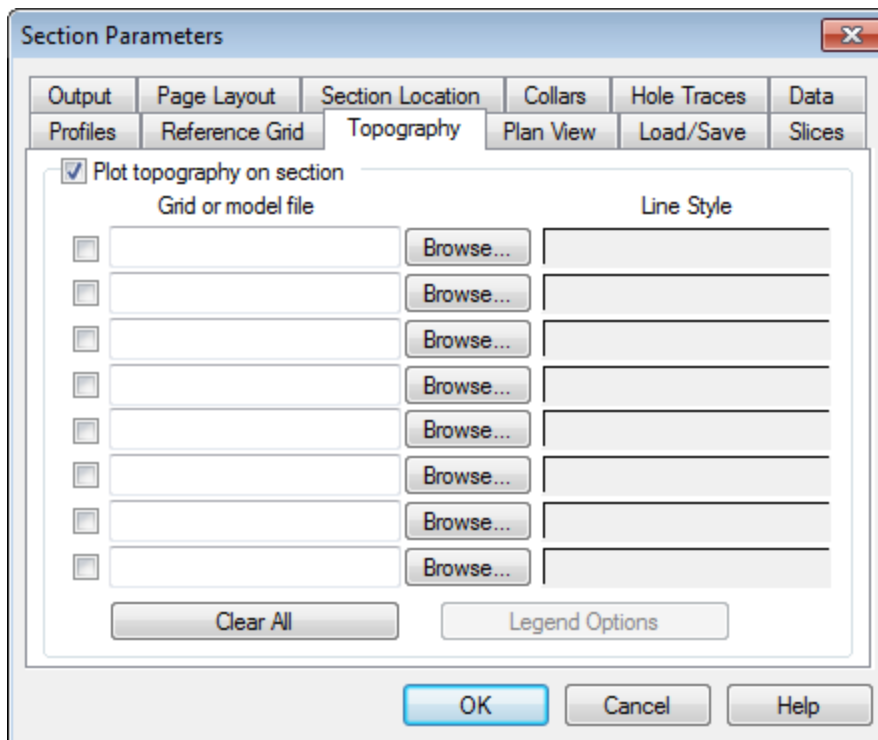 Section Parameters
Output Page Layout Section Location Collars Hole Traces Data
Profiles Reference Grid Topography Plan View Load/Save Slices
Plot topography on section
Grid or model file Line Style
Browse...
Browse...
Browse...
Browse...
Browse...
Browse...
Browse...
Browse...
Clear All Legend Options
OK Cancel Help